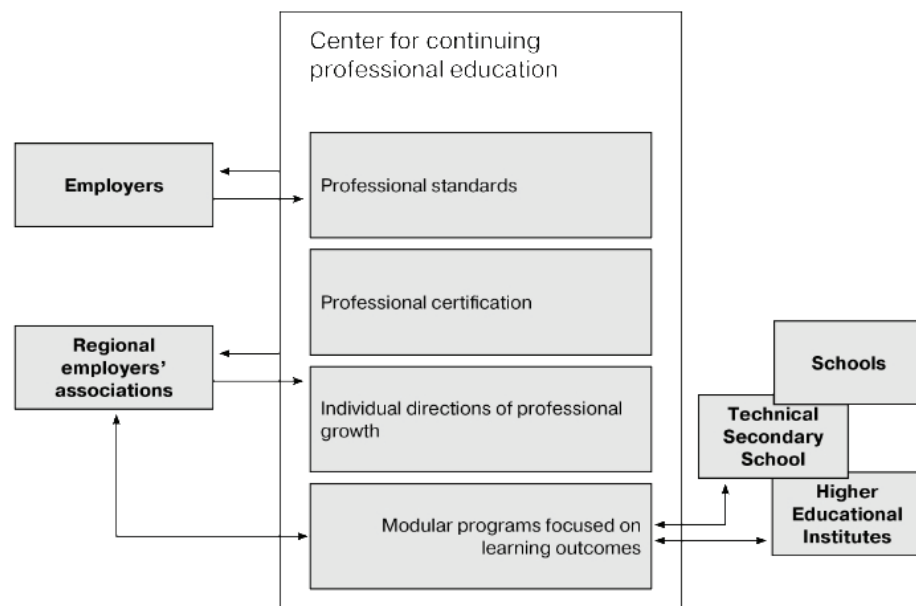 Center for continuing
professional education
Employers
Professional standards
Professional certification
Regional
employers’
associations
Individual directions of professional
growth
Schools
Technical
Secondary
School
Higher
Educational
Institutes
Modular programs focused on
learning outcomes